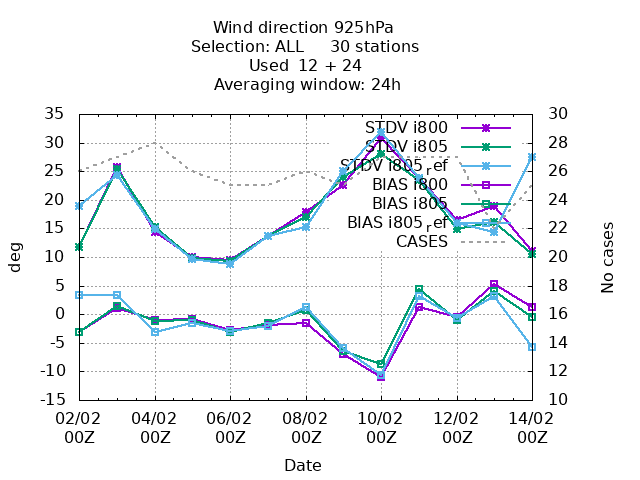 Wind direction 925hPa
Selection: ALL 30 stations
Used 12 + 24
Averaging window: 24h
35 30
30 28
25 26
20 24
15 22
10 20
5 18
0 16
-5 14
-10 12
-15 10
deg
No cases
STDV i800
STDV i805
STDV i805ref
BIAS i800
BIAS i805
BIAS i805ref
CASES
02/02 04/02 06/02 08/02 10/02 12/02 14/02
00Z 00Z 00Z 00Z 00Z 00Z 00Z
Date